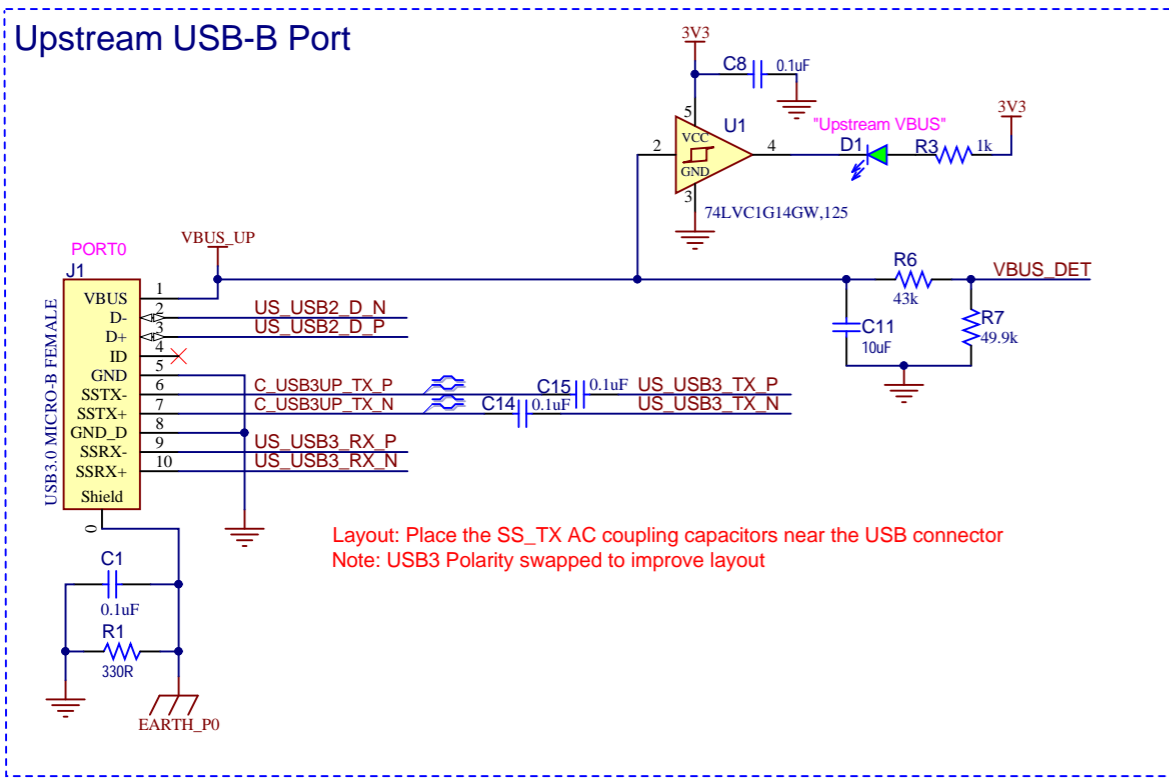 Upstream USB-B Port
3V3
C8
0.1uF
5
U1
VCC
2
4
GND
3
74LVC1G14GW,125
"Upstream VBUS"
D1
R3
1k
3V3
PORT0
J1
VBUS_UP
USB3.0 MICRO-B FEMALE
VBUS
1
D-
2
US_USB2_D_N
D+
3
US_USB2_D_P
ID
4
GND
5
SSTX-
6
C_USB3UP_TX_P
C15
0.1uF
US_USB3_TX_P
SSTX+
7
C_USB3UP_TX_N
C14
0.1uF
US_USB3_TX_N
GND_D
8
SSRX-
9
US_USB3_RX_P
SSRX+
10
US_USB3_RX_N
Shield
0
R6
43k
VBUS_DET
C11
10uF
R7
49.9k
Layout: Place the SS_TX AC coupling capacitors near the USB connector
Note: USB3 Polarity swapped to improve layout
C1
0.1uF
R1
330R
EARTH_P0